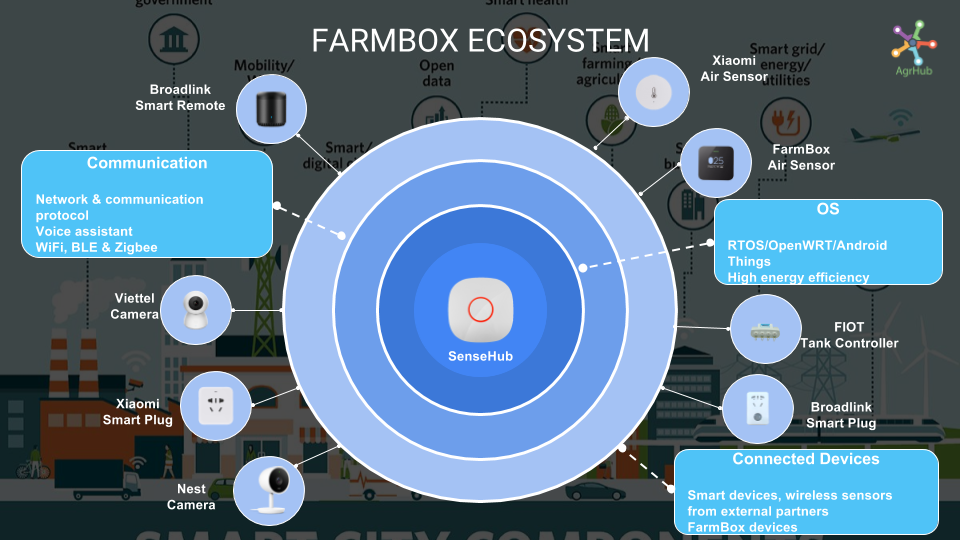 government
Smart health
FARMBOX ECOSYSTEM
Smart
farming/
agricul
Smart grid/
energy/
utilities
Mobility/
Open
data
Smart/
digital
Smart
AgrHub
Broadlink
Smart Remote
Xiaomi
Air Sensor
FarmBox
Air Sensor
Communication
Network & communication
protocol
Voice assistant
WiFi, BLE & Zigbee
OS
RTOS/OpenWRT/Android
Things
High energy efficiency
025
Viettel
Camera
SenseHub
FIOT
Tank Controller
Xiaomi
Smart Plug
Broadlink
Smart Plug
Nest
Camera
Connected Devices
Smart devices, wireless sensors
from external partners
FarmBox devices
SMART CITY COMPONENTS